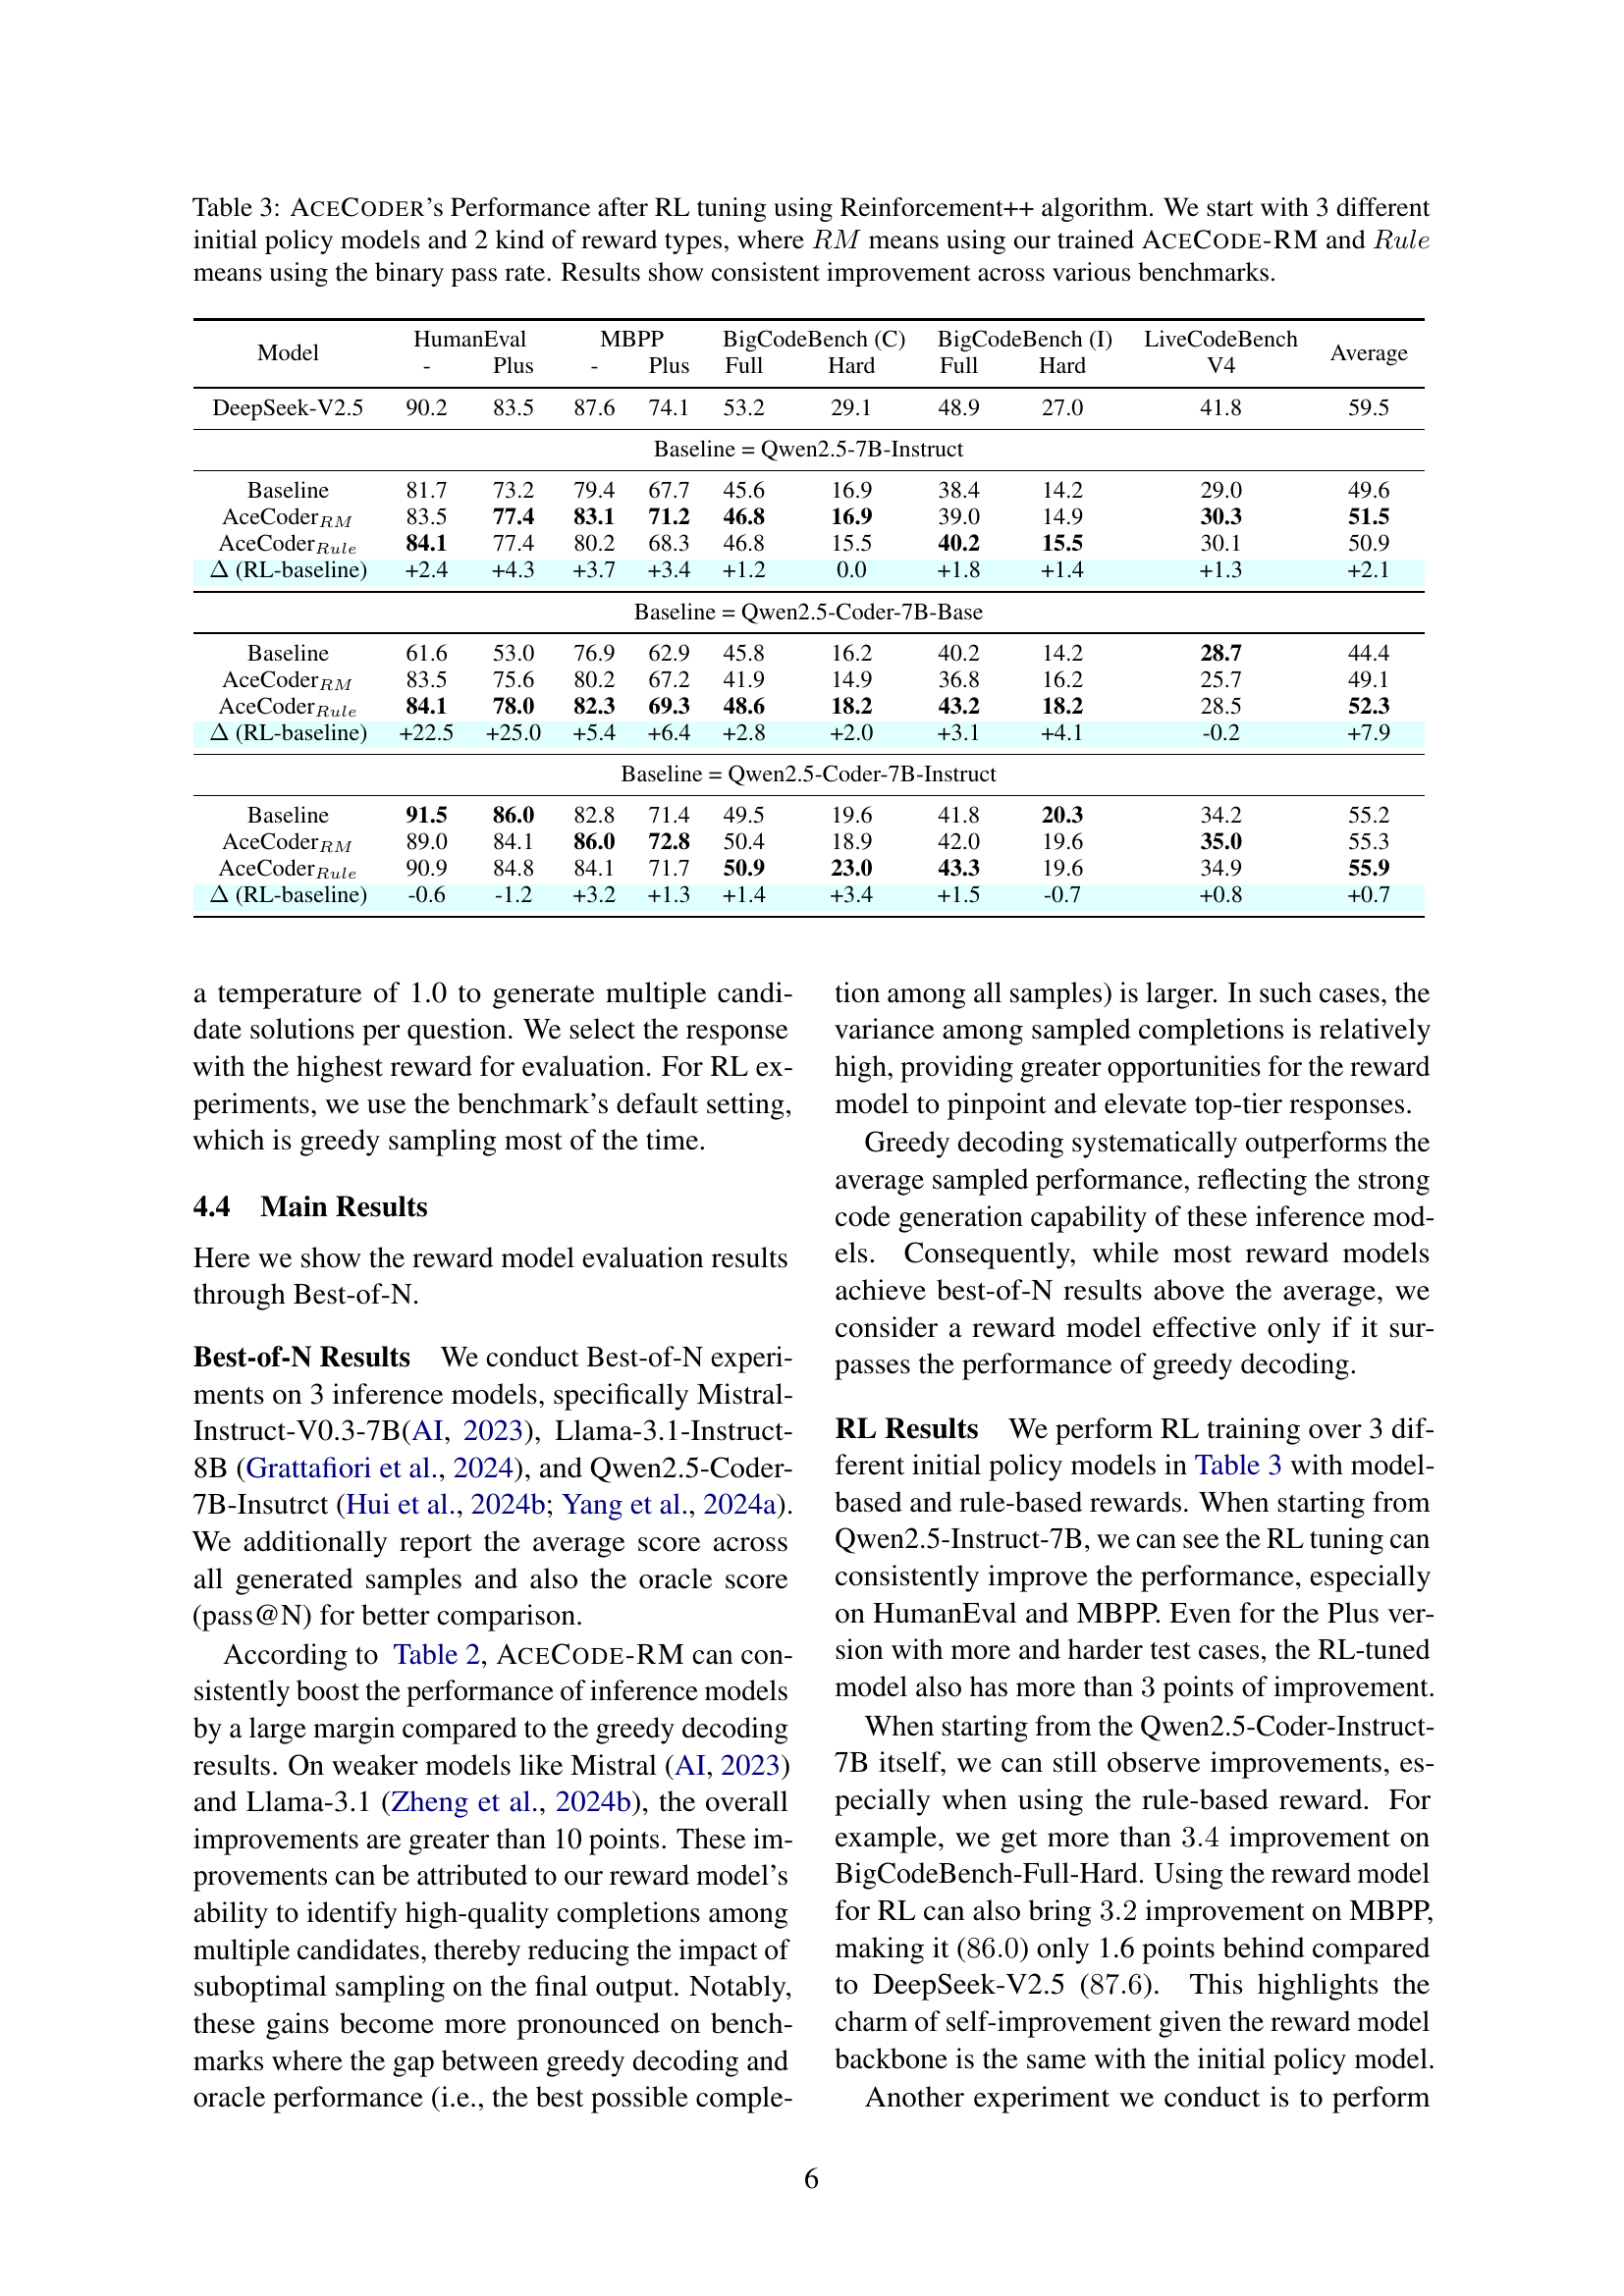 Table 3: ACECODER's Performance after RL tuning using Reinforcement++ algorithm. We start with 3 different
initial policy models and 2 kind of reward types, where RM means using our trained ACECODE-RM and Rule
means using the binary pass rate. Results show consistent improvement across various benchmarks.
Model HumanEval MBPP BigCodeBench (C) BigCodeBench (I) LiveCodeBench Average
- Plus - Plus Full Hard Full Hard V4
DeepSeek-V2.5 90.2 83.5 87.6 74.1 53.2 29.1 48.9 27.0 41.8 59.5
Baseline = Qwen2.5-7B-Instruct
Baseline 81.7 73.2 79.4 67.7 45.6 16.9 38.4 14.2 29.0 49.6
AceCoder RM 83.5 77.4 83.1 71.2 46.8 16.9 39.0 14.9 30.3 51.5
AceCoder Rule 84.1 77.4 80.2 68.3 46.8 15.5 40.2 15.5 30.1 50.9
Δ (RL-baseline) +2.4 +4.3 +3.7 +3.4 +1.2 0.0 +1.8 +1.4 +1.3 +2.1
Baseline = Qwen2.5-Coder-7B-Base
Baseline 61.6 53.0 76.9 62.9 45.8 16.2 40.2 14.2 28.7 44.4
AceCoder RM 83.5 75.6 80.2 67.2 41.9 14.9 36.8 16.2 25.7 49.1
AceCoder Rule 84.1 78.0 82.3 69.3 48.6 18.2 43.2 18.2 28.5 52.3
Δ (RL-baseline) +22.5 +25.0 +5.4 +6.4 +2.8 +2.0 +3.1 +4.1 -0.2 +7.9
Baseline = Qwen2.5-Coder-7B-Instruct
Baseline 91.5 86.0 82.8 71.4 49.5 19.6 41.8 20.3 34.2 55.2
AceCoder RM 89.0 84.1 86.0 72.8 50.4 18.9 42.0 19.6 35.0 55.3
AceCoder Rule 90.9 84.8 84.1 71.7 50.9 23.0 43.3 19.6 34.9 55.9
Δ (RL-baseline) -0.6 -1.2 +3.2 +1.3 +1.4 +3.4 +1.5 -0.7 +0.8 +0.7
a temperature of 1.0 to generate multiple candi-
date solutions per question. We select the response
with the highest reward for evaluation. For RL ex-
periments, we use the benchmark's default setting,
which is greedy sampling most of the time.
4.4 Main Results
Here we show the reward model evaluation results
through Best-of-N.
Best-of-N Results We conduct Best-of-N experi-
ments on 3 inference models, specifically Mistral-
Instruct-V0.3-7B(AI, 2023), Llama-3.1-Instruct-
8B (Grattafiori et al., 2024), and Qwen2.5-Coder-
7B-Insutrct (Hui et al., 2024b; Yang et al., 2024a).
We additionally report the average score across
all generated samples and also the oracle score
(pass@N) for better comparison.
According to Table 2, ACECODE-RM can con-
sistently boost the performance of inference models
by a large margin compared to the greedy decoding
results. On weaker models like Mistral (AI, 2023)
and Llama-3.1 (Zheng et al., 2024b), the overall
improvements are greater than 10 points. These im-
provements can be attributed to our reward model's
ability to identify high-quality completions among
multiple candidates, thereby reducing the impact of
suboptimal sampling on the final output. Notably,
these gains become more pronounced on bench-
marks where the gap between greedy decoding and
oracle performance (i.e., the best possible comple-
tion among all samples) is larger. In such cases, the
variance among sampled completions is relatively
high, providing greater opportunities for the reward
model to pinpoint and elevate top-tier responses.
Greedy decoding systematically outperforms the
average sampled performance, reflecting the strong
code generation capability of these inference mod-
els. Consequently, while most reward models
achieve best-of-N results above the average, we
consider a reward model effective only if it sur-
passes the performance of greedy decoding.
RL Results We perform RL training over 3 dif-
ferent initial policy models in Table 3 with model-
based and rule-based rewards. When starting from
Qwen2.5-Instruct-7B, we can see the RL tuning can
consistently improve the performance, especially
on HumanEval and MBPP. Even for the Plus ver-
sion with more and harder test cases, the RL-tuned
model also has more than 3 points of improvement.
When starting from the Qwen2.5-Coder-Instruct-
7B itself, we can still observe improvements, es-
pecially when using the rule-based reward. For
example, we get more than 3.4 improvement on
BigCodeBench-Full-Hard. Using the reward model
for RL can also bring 3.2 improvement on MBPP,
making it (86.0) only 1.6 points behind compared
to DeepSeek-V2.5 (87.6). This highlights the
charm of self-improvement given the reward model
backbone is the same with the initial policy model.
Another experiment we conduct is to perform
6